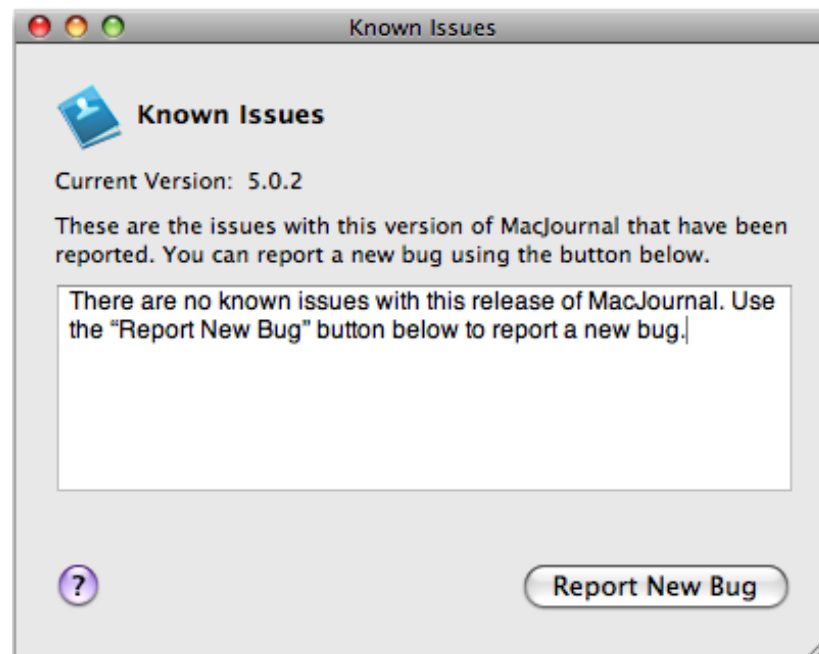 Known Issues
Known Issues
Current Version: 5.0.2
These are the issues with this version of MacJournal that have been
reported. You can report a new bug using the button below.
There are no known issues with this release of MacJournal. Use
the “Report New Bug” button below to report a new bug.
?
Report New Bug